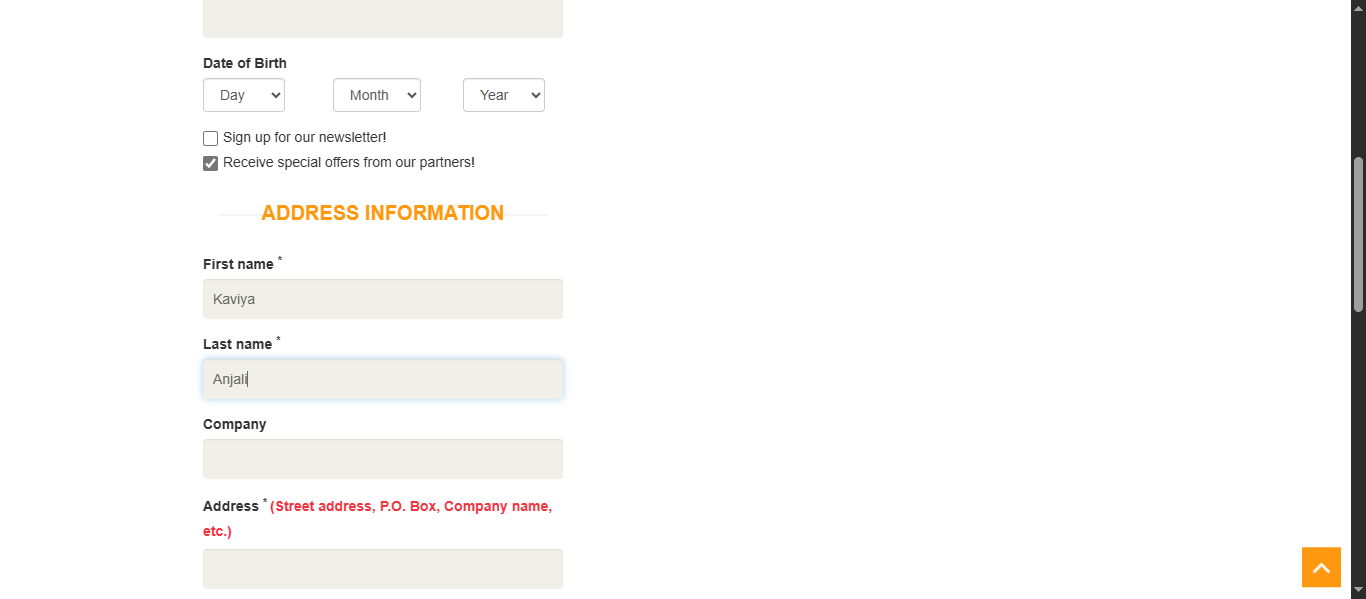 Date of Birth
Day Month Year
Sign up for our newsletter!
Receive special offers from our partners!
ADDRESS INFORMATION
First name *
Kaviya
Last name *
Anjali
Company
Address * (Street address, P.O. Box, Company name,
etc.)